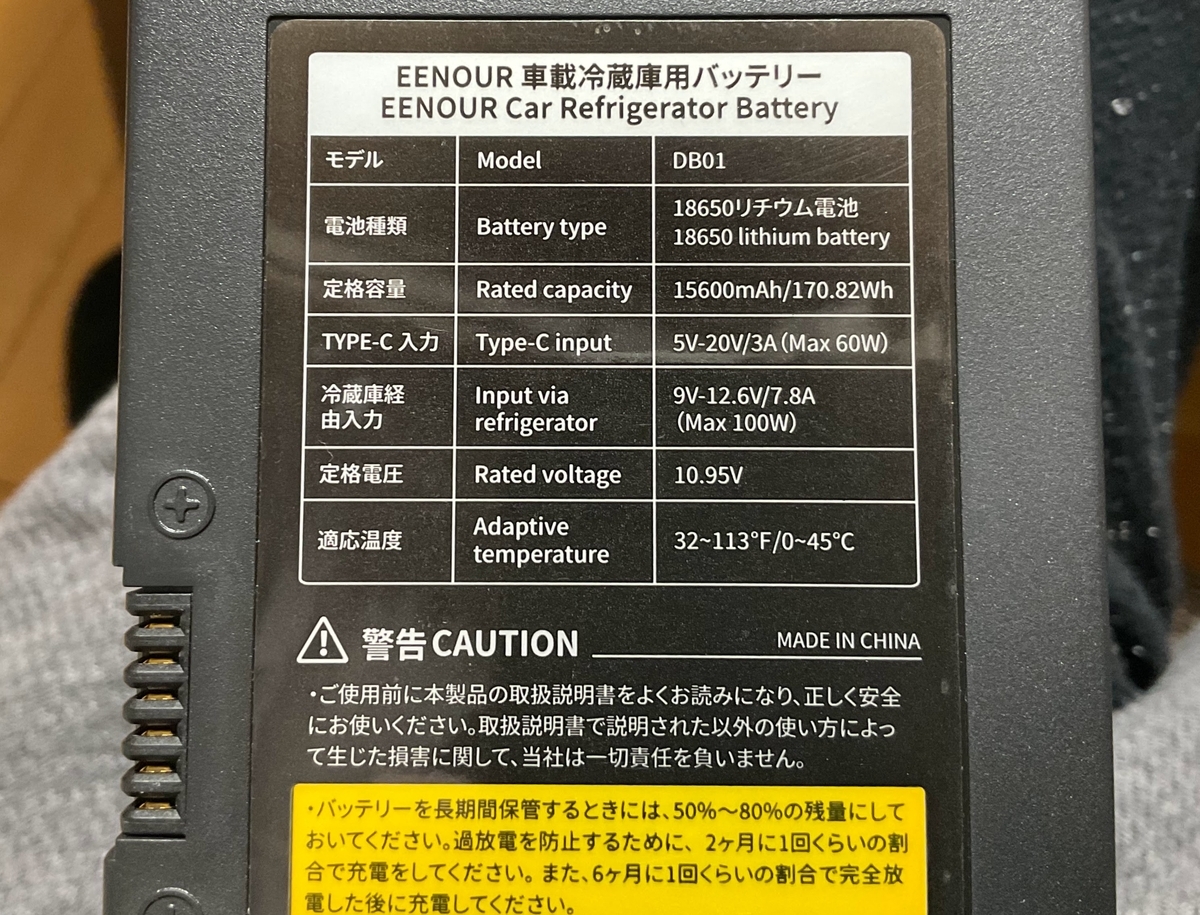 EENOUR 車載冷蔵庫用バッテリー
EENOUR Car Refrigerator Battery
モデル Model DB01
電池種類 Battery type 18650リチウム電池
18650 lithium battery
定格容量 Rated capacity 15600mAh/170.82Wh
TYPE-C 入力 Type-C input 5V-20V/3A(Max 60W)
冷蔵庫経 Input via 9V-12.6V/7.8A
由入力 refrigerator (Max 100W)
定格電圧 Rated voltage 10.95V
適応温度 Adaptive temperature 32~113°F/0~45℃
警告CAUTION MADE IN CHINA
・ご使用前に本製品の取扱説明書をよくお読みになり、正しく安全
にお使いください。取扱説明書で説明された以外の使い方によっ
て生じた損害に関して、当社は一切責任を負いません。
・バッテリーを長期間保管するときには、50%〜80%の残量にして
おいてください。過放電を防止するために、2ヶ月に1回くらいの割
合で充電をしてください。また、6ヶ月に1回くらいの割合で完全放
電した後に充電してください。